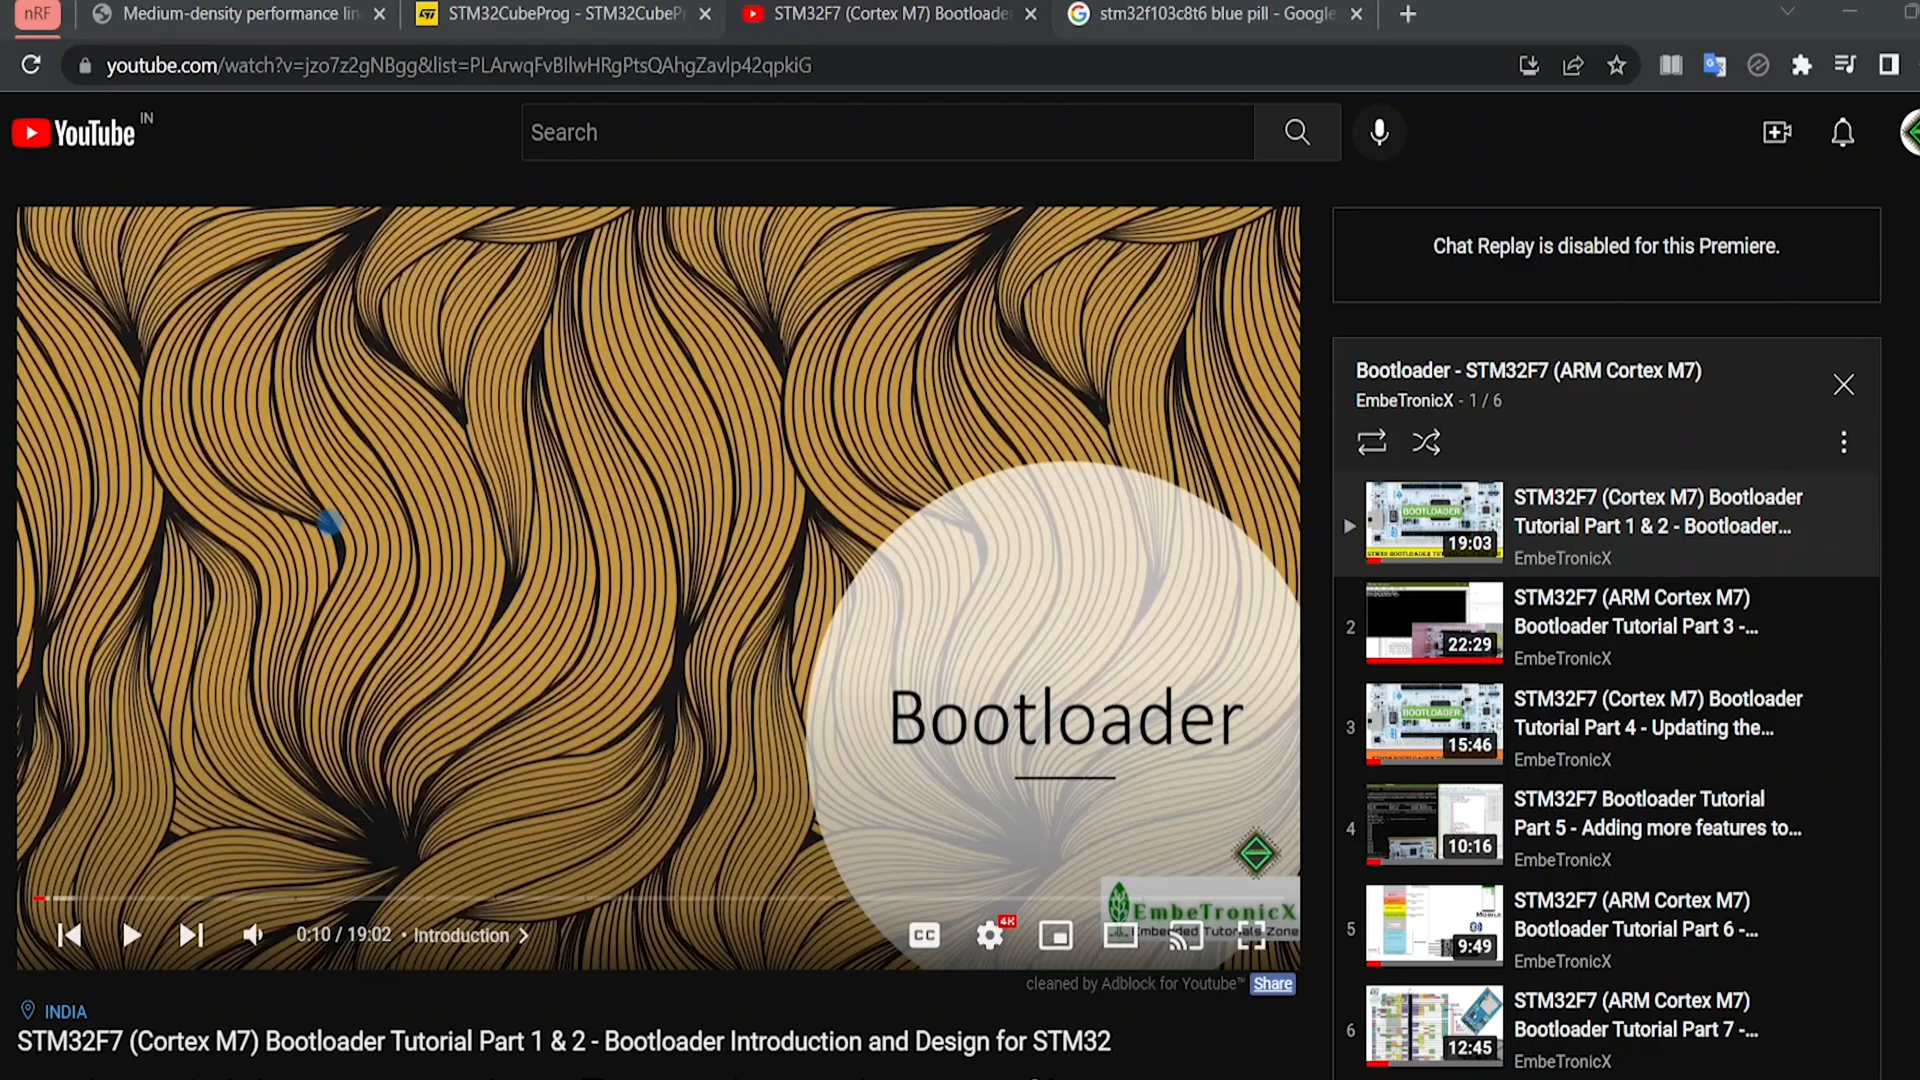 nRF
Medium-density performance lin
STM32CubeProg - STM32CubePr
STM32F7 (Cortex M7) Bootloade
stm32f103c8t6 blue pill - Google
youtube.com/watch?v=jzo7z2gNBgg&list=PLArwqFvBIlwHRgPtsQAhgZavlp42qpkiG
YouTube IN
Search
Chat Replay is disabled for this Premiere.
Bootloader - STM32F7 (ARM Cortex M7)
EmbeTronicX - 1 / 6
BOOTLOADER
19:03
STM32F7 (Cortex M7) Bootloader
Tutorial Part 1 & 2 - Bootloader...
EmbeTronicX
2
22:29
STM32F7 (ARM Cortex M7)
Bootloader Tutorial Part 3 -...
EmbeTronicX
3
BOOTLOADER
15:46
STM32F7 (Cortex M7) Bootloader
Tutorial Part 4 - Updating the...
EmbeTronicX
4
10:16
STM32F7 Bootloader Tutorial
Part 5 - Adding more features to...
EmbeTronicX
5
9:49
STM32F7 (ARM Cortex M7)
Bootloader Tutorial Part 6 -...
EmbeTronicX
6
12:45
STM32F7 (ARM Cortex M7)
Bootloader Tutorial Part 7 -...
EmbeTronicX
Bootloader
EmbeTronicX
Embedded Tutorials Zone
0:10 / 19:02 • Introduction
CC
4K
cleaned by Adblock for Youtube™ Share
INDIA
STM32F7 (Cortex M7) Bootloader Tutorial Part 1 & 2 - Bootloader Introduction and Design for STM32